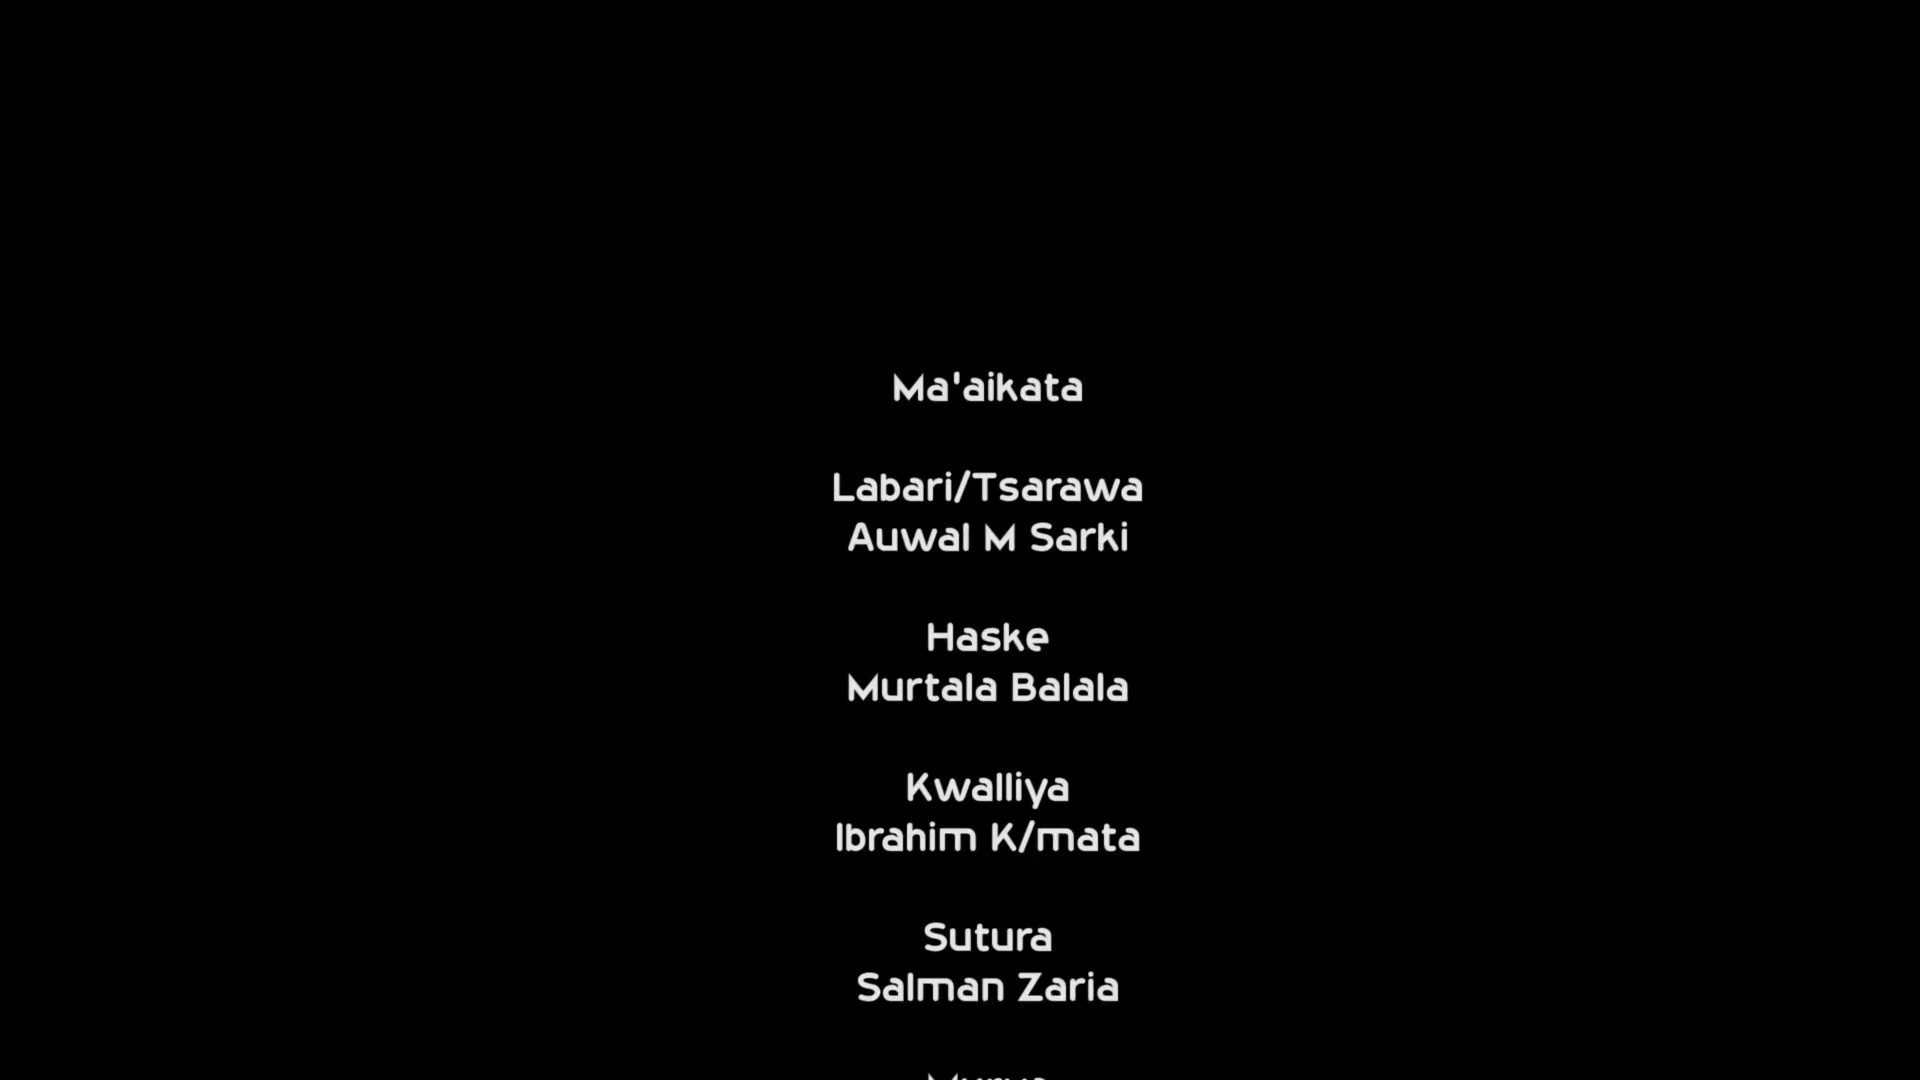 Ma'aikata
Labari/Tsarawa
Auwal M Sarki
Haske
Murtala Balala
Kwalliya
Ibrahim K/mata
Sutura
Salman Zaria